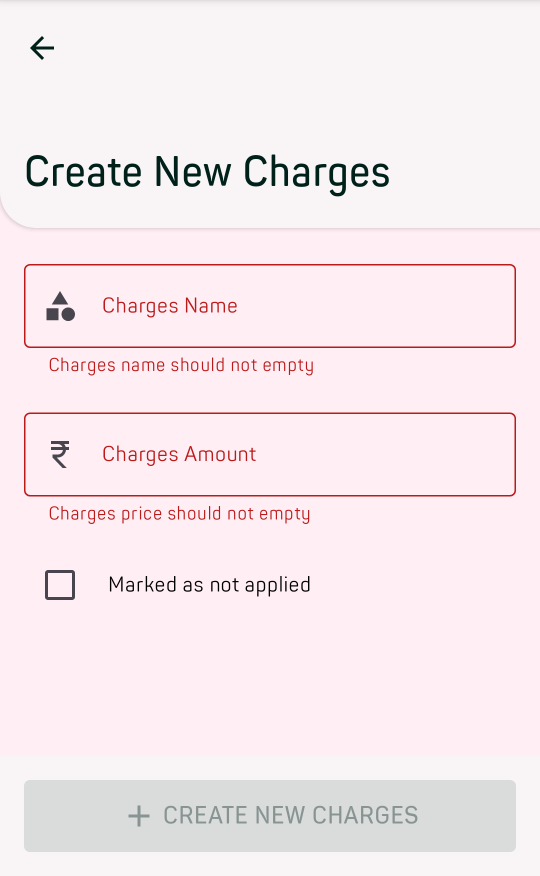 Create New Charges
Charges Name
Charges name should not empty
₹ Charges Amount
Charges price should not empty
Marked as not applied
+ CREATE NEW CHARGES